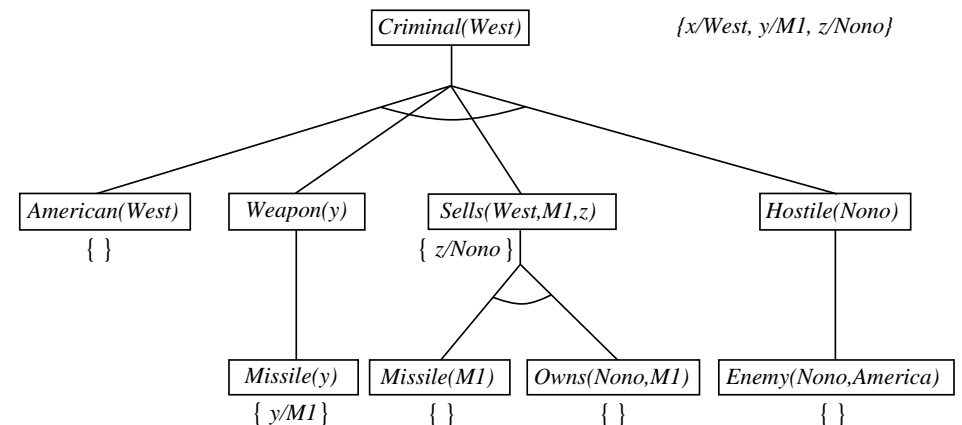 Criminal(West)
{x/West, y/M1, z/Nono}
American(West)
Weapon(y)
Sells(West,M1,z)
Hostile(Nono)
{ }
{ z/Nono }
Missile(y)
Missile(M1)
Owns(Nono,M1)
Enemy(Nono,America)
{ y/M1 }
{ }
{ }
{ }